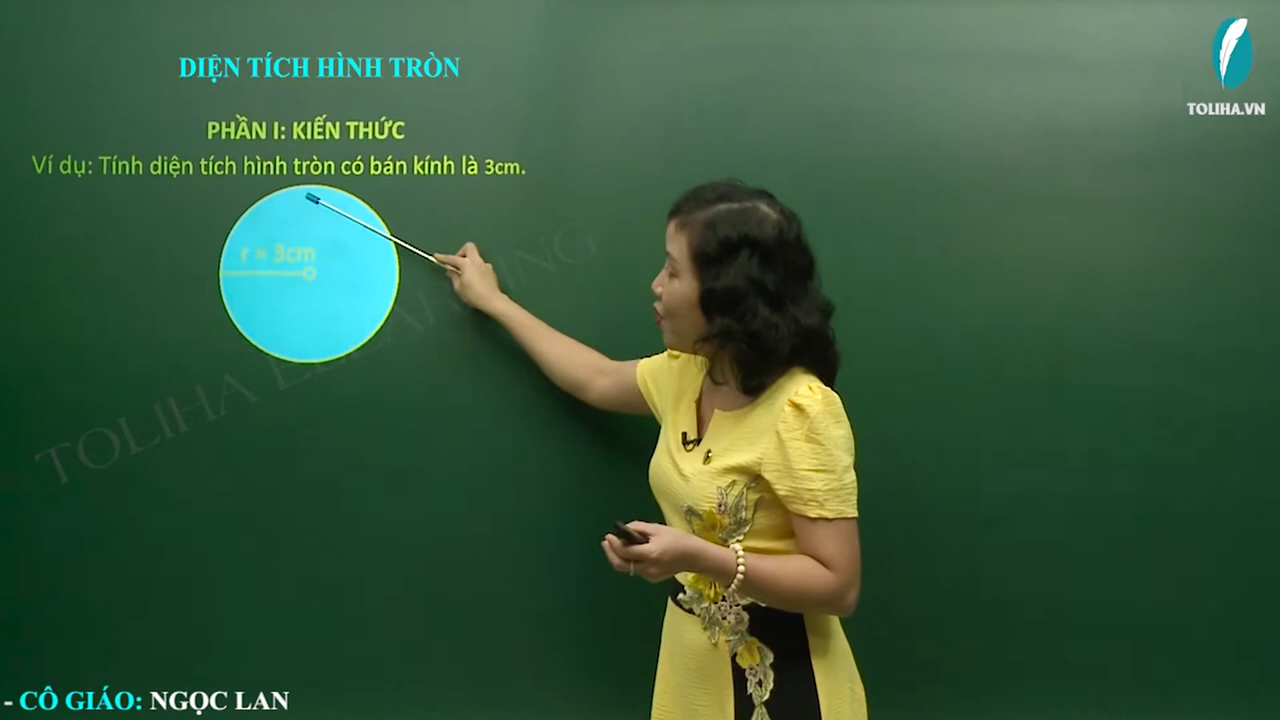 DIỆN TÍCH HÌNH TRÒN
TOLIHA.VN
PHẦN I: KIẾN THỨC
Ví dụ: Tính diện tích hình tròn có bán kính là 3cm.
r = 3cm
TOLIHA ELEARNING
- CÔ GIÁO: NGỌC LAN